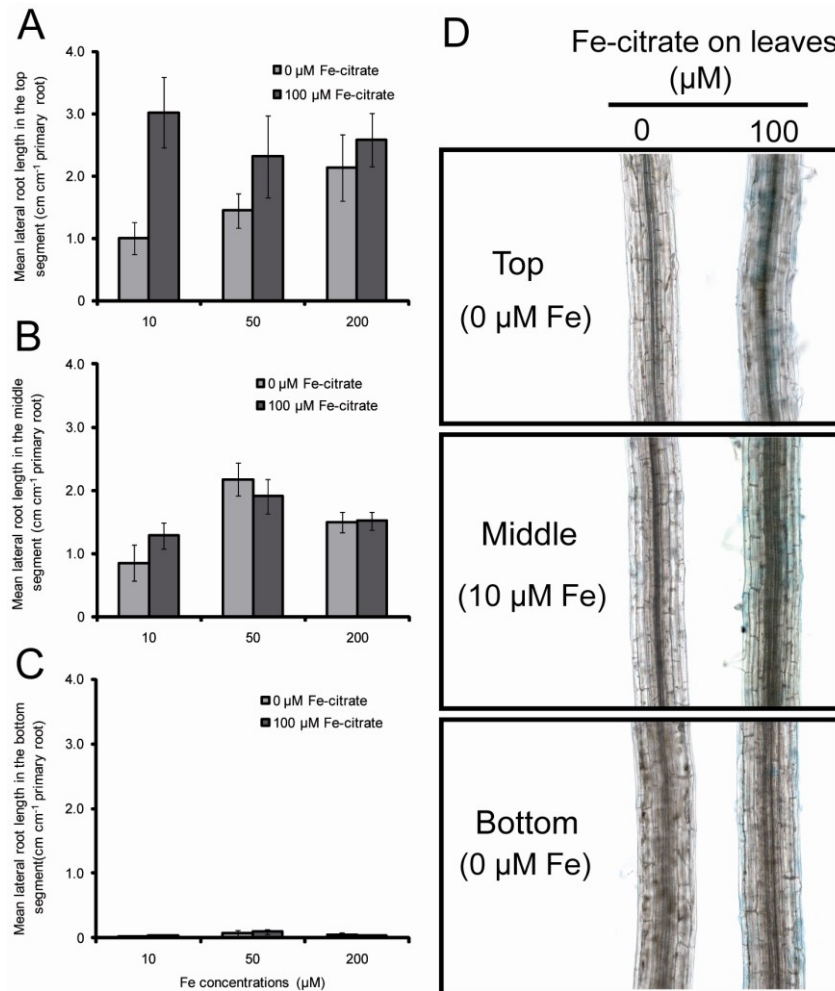 A
Mean lateral root length in the top
segment (cm cm⁻¹ primary root)
4.0
3.0
2.0
1.0
0
0 µM Fe-citrate
100 µM Fe-citrate
10 50 200
B
Mean lateral root length in the middle
segment (cm cm⁻¹ primary root)
4.0
3.0
2.0
1.0
0
0 µM Fe-citrate
100 µM Fe-citrate
10 50 200
C
Mean lateral root length in the bottom
segment(cm cm⁻¹ primary root)
4.0
3.0
2.0
1.0
0
0 µM Fe-citrate
100 µM Fe-citrate
10 50 200
Fe concentrations (µM)
D
Fe-citrate on leaves
(µM)
0 100
Top
(0 µM Fe)
Middle
(10 µM Fe)
Bottom
(0 µM Fe)